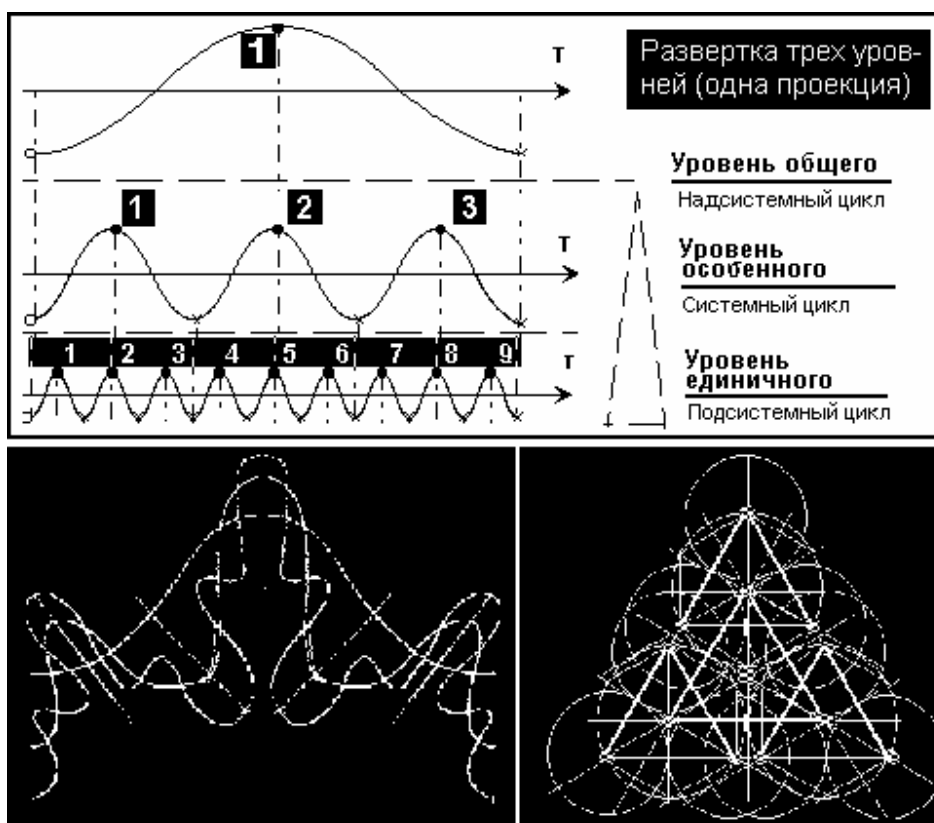 1
T
Развертка трех уров-
ней (одна проекция)
Уровень общего
Надсистемный цикл
1 2 3
T
Уровень
особенного
Системный цикл
1 2 3 4 5 6 7 8 9
T
Уровень
единичного
Подсистемный цикл